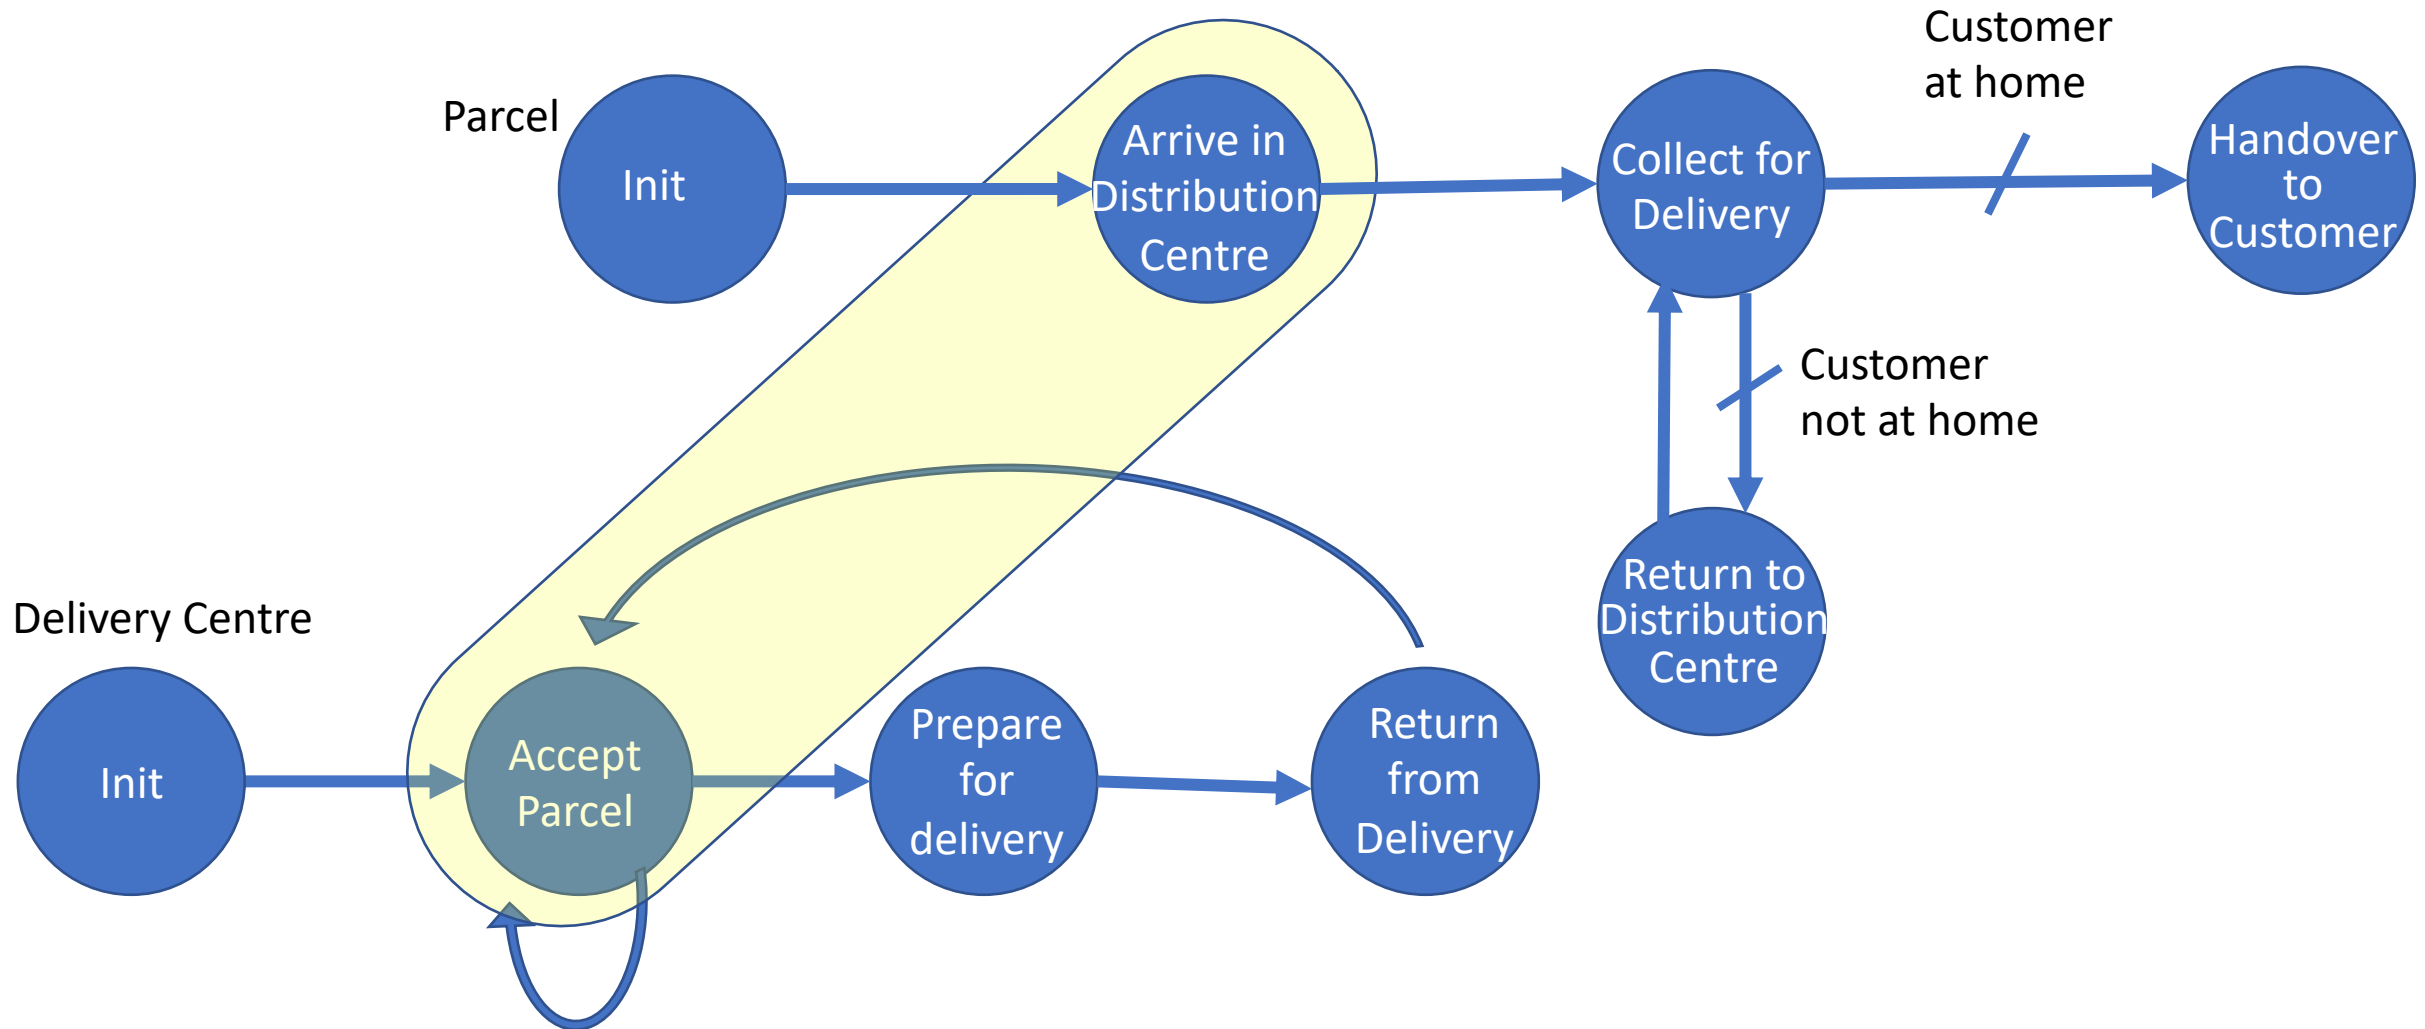 Customer
at home
Parcel
Init
Arrive in
Distribution
Centre
Collect for
Delivery
Handover
to
Customer
Customer
not at home
Return to
Distribution
Centre
Delivery Centre
Init
Accept
Parcel
Prepare
for
delivery
Return
from
Delivery